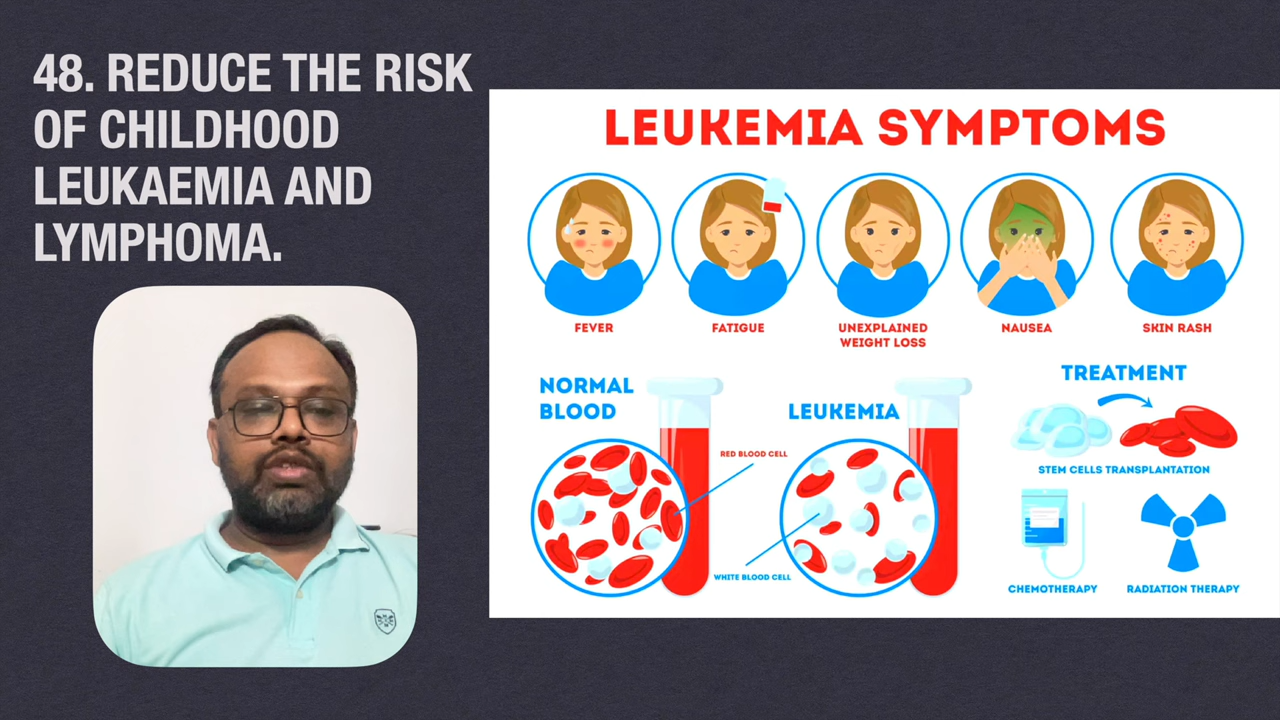 48. REDUCE THE RISK
OF CHILDHOOD
LEUKAEMIA AND
LYMPHOMA.
LEUKEMIA SYMPTOMS
FEVER
FATIGUE
UNEXPLAINED
WEIGHT LOSS
NAUSEA
SKIN RASH
NORMAL
BLOOD
LEUKEMIA
RED BLOOD CELL
WHITE BLOOD CELL
TREATMENT
STEM CELLS TRANSPLANTATION
CHEMOTHERAPY
RADIATION THERAPY